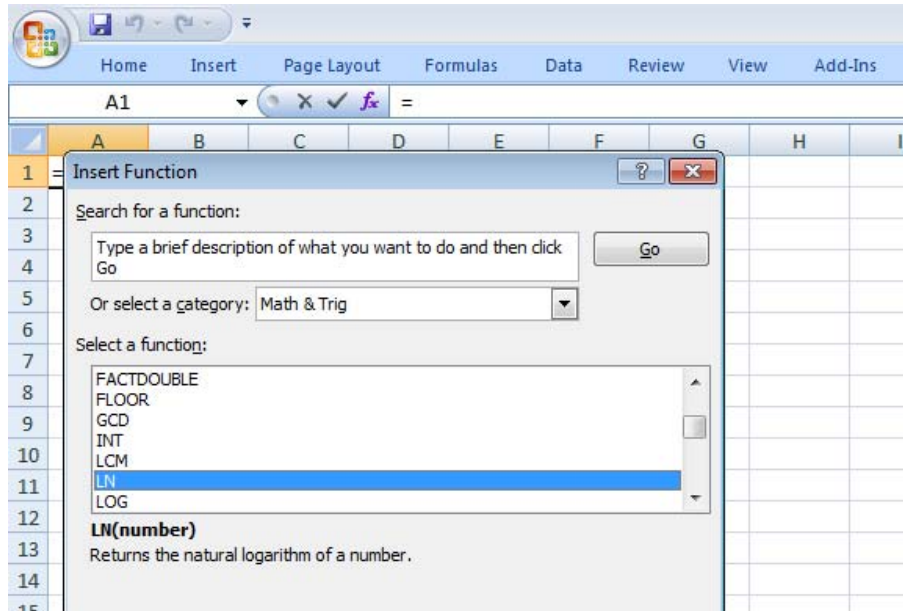 Home Insert Page Layout Formulas Data Review View Add-Ins
A1 fx =
A B C D E F G H I
1 =
Insert Function
2
Search for a function:
3
Type a brief description of what you want to do and then click
Go
Go
4
5
Or select a category: Math & Trig
6
Select a function:
7
FACTDOUBLE
8
FLOOR
9
GCD
INT
10
LCM
11
LN
LOG
12
LN(number)
13
Returns the natural logarithm of a number.
14
15